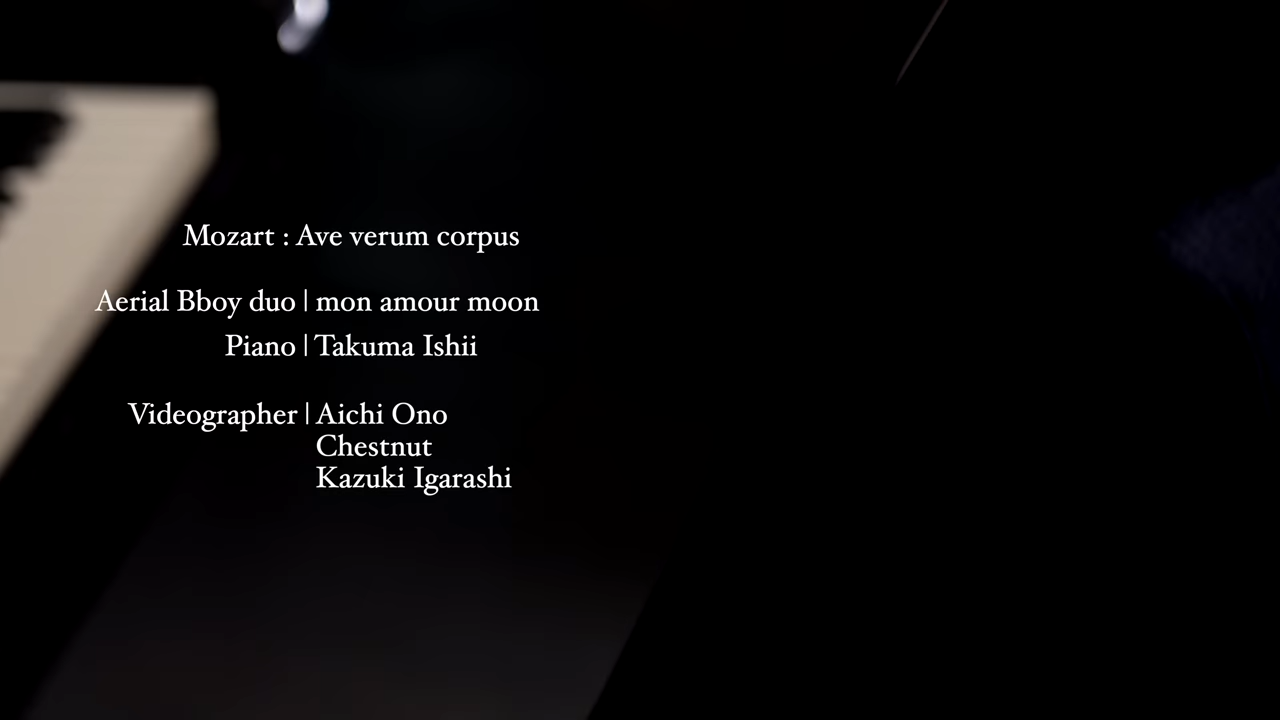 Mozart : Ave verum corpus
Aerial Bboy duo | mon amour moon
Piano | Takuma Ishii
Videographer | Aichi Ono
Chestnut
Kazuki Igarashi